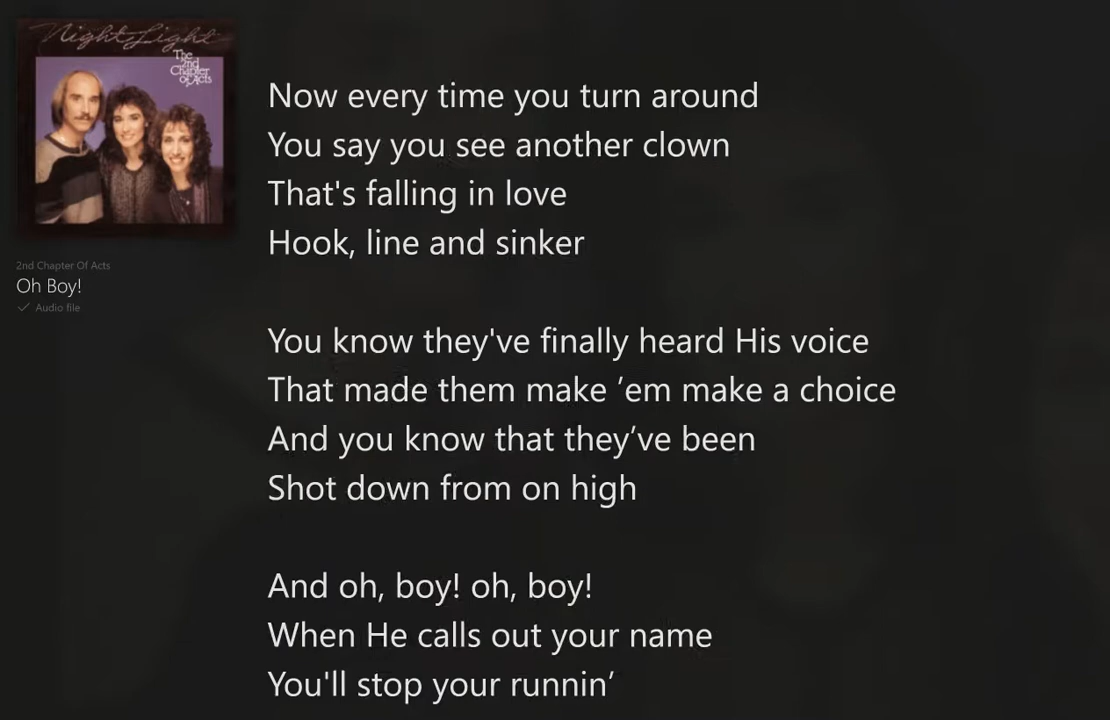 Night Light
The
2nd
Chapter
of Acts
2nd Chapter Of Acts
Oh Boy!
Audio file
Now every time you turn around
You say you see another clown
That's falling in love
Hook, line and sinker
You know they've finally heard His voice
That made them make ’em make a choice
And you know that they’ve been
Shot down from on high
And oh, boy! oh, boy!
When He calls out your name
You'll stop your runnin’